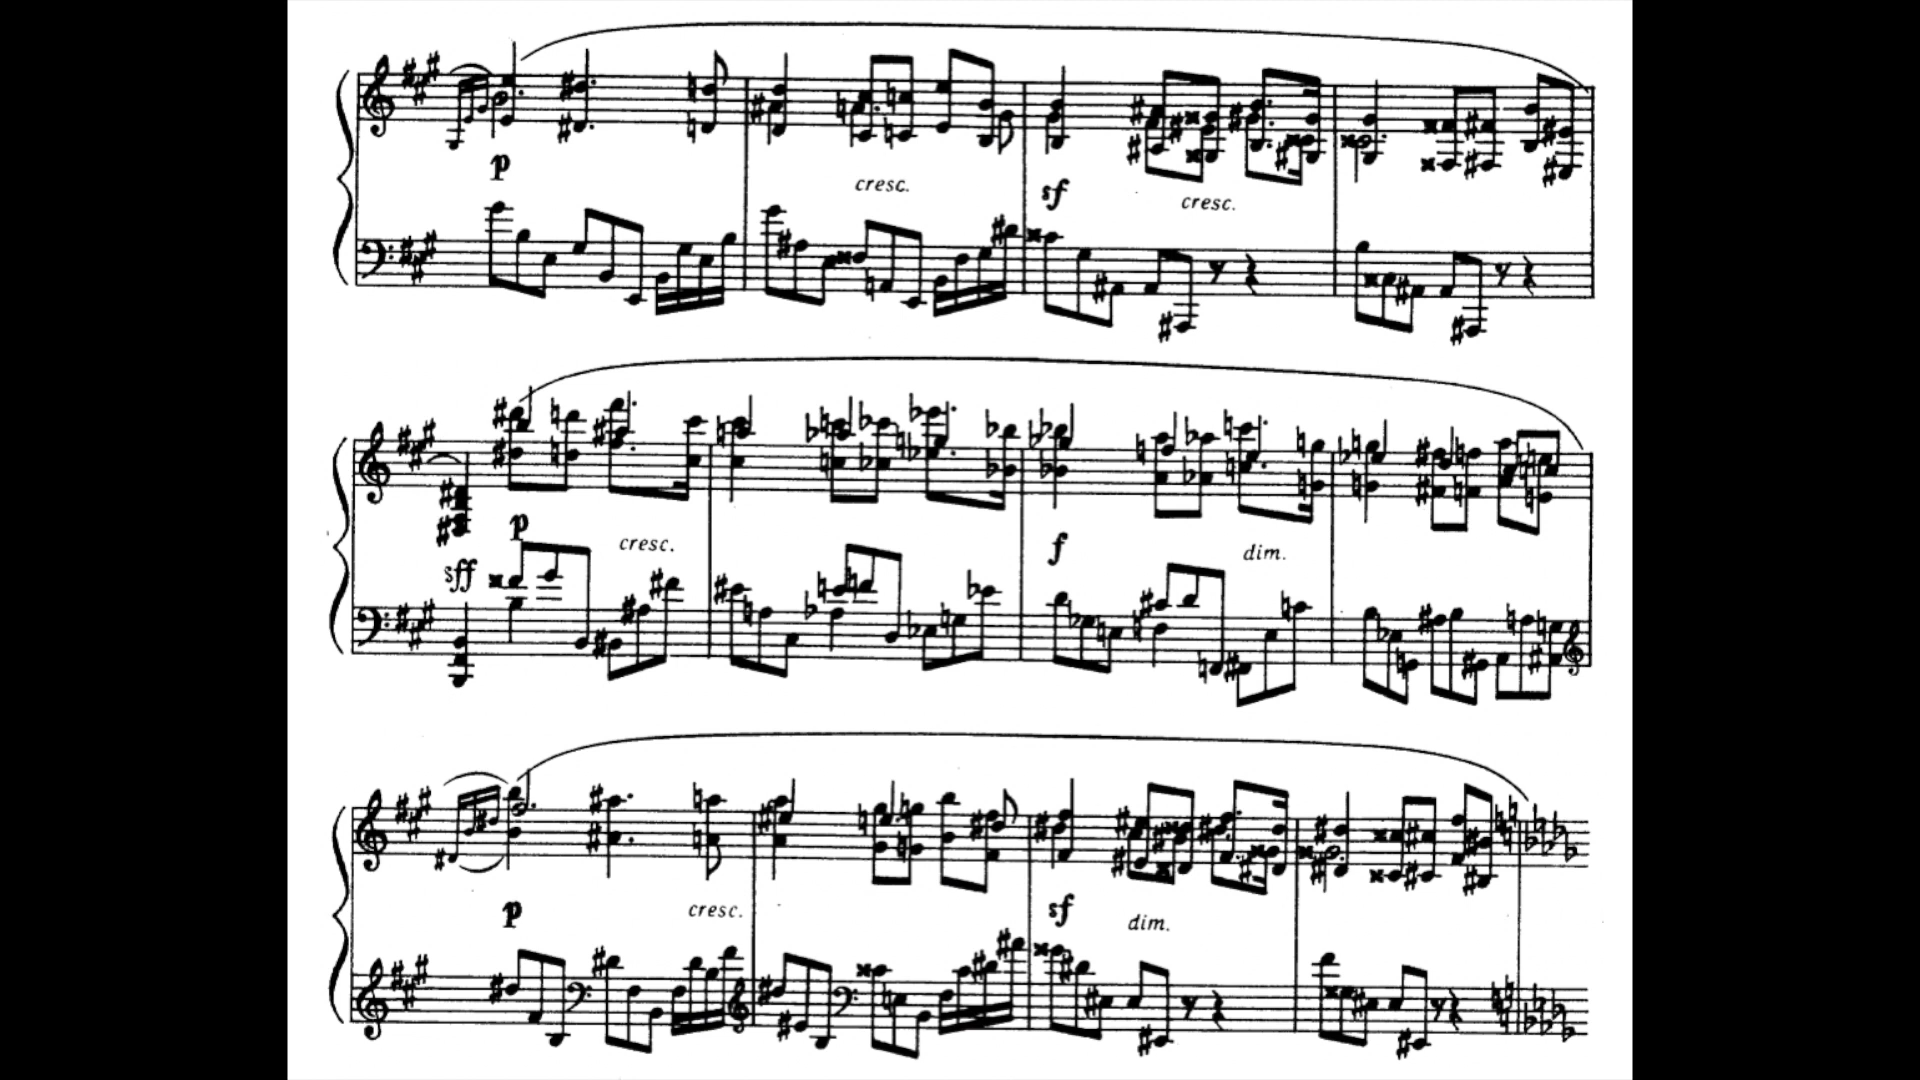 p
cresc.
sf
cresc.
sff
p
cresc.
f
dim.
p
cresc.
sf
dim.